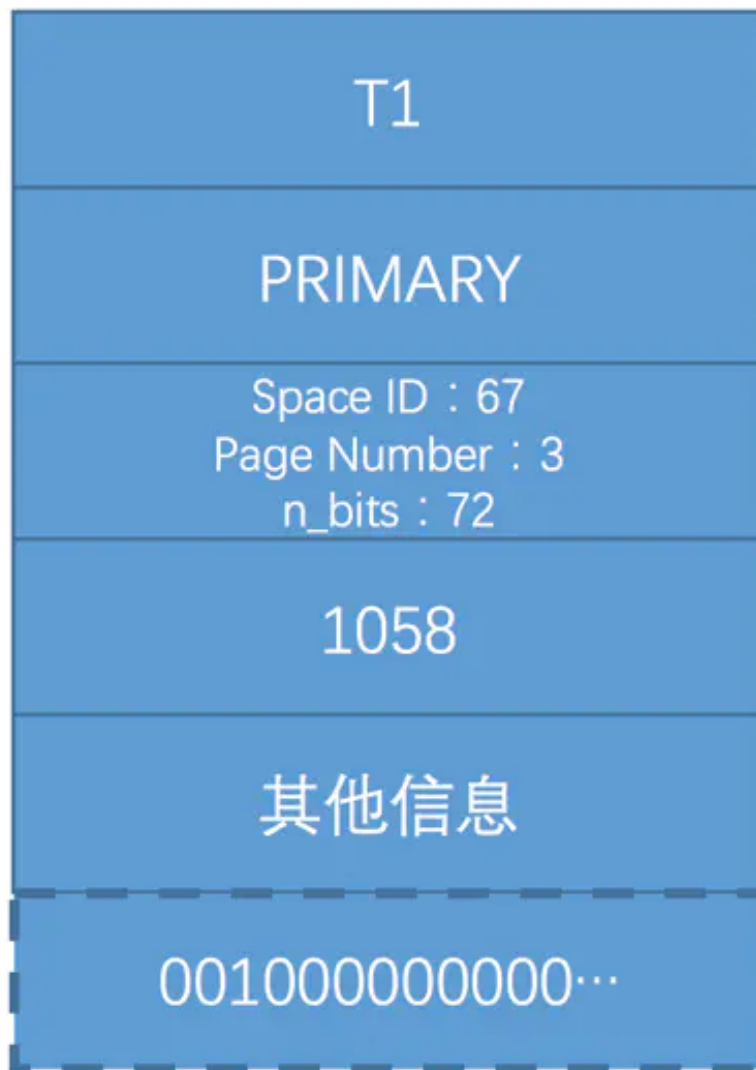 T1
PRIMARY
Space ID：67
Page Number：3
n_bits：72
1058
其他信息
001000000000…